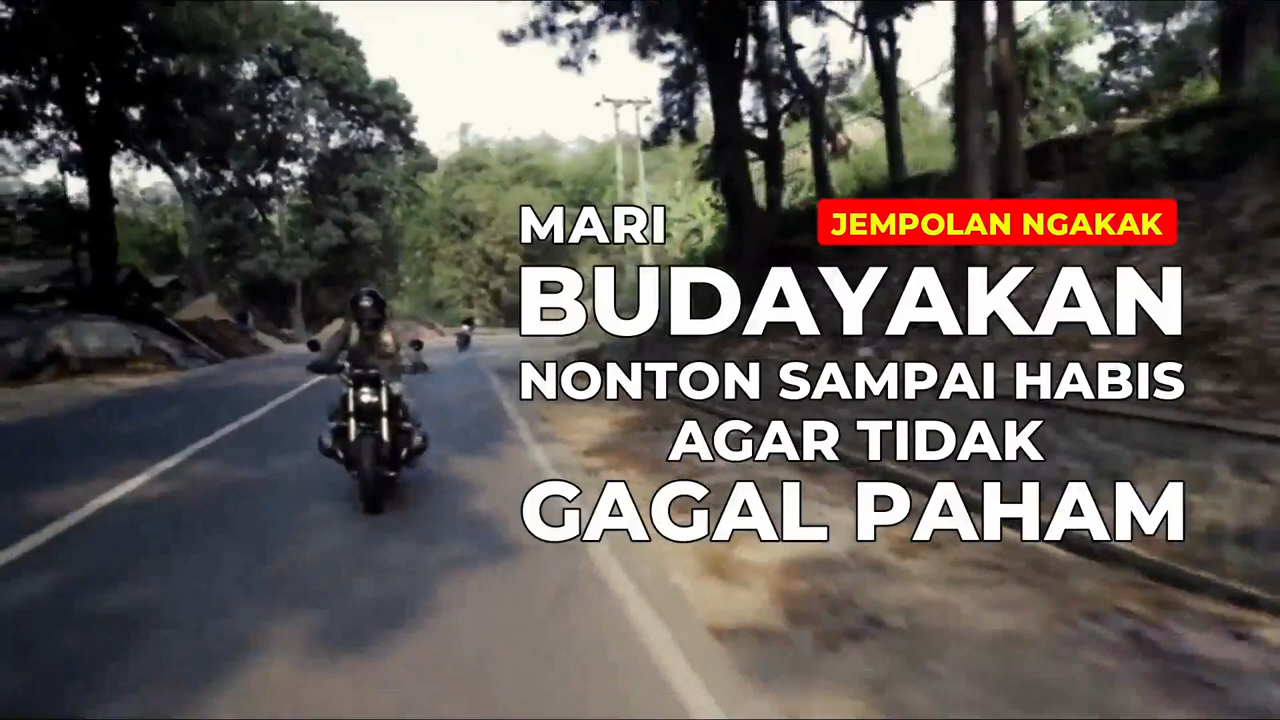 MARI
JEMPOLAN NGAKAK
BUDAYAKAN
NONTON SAMPAI HABIS
AGAR TIDAK
GAGAL PAHAM